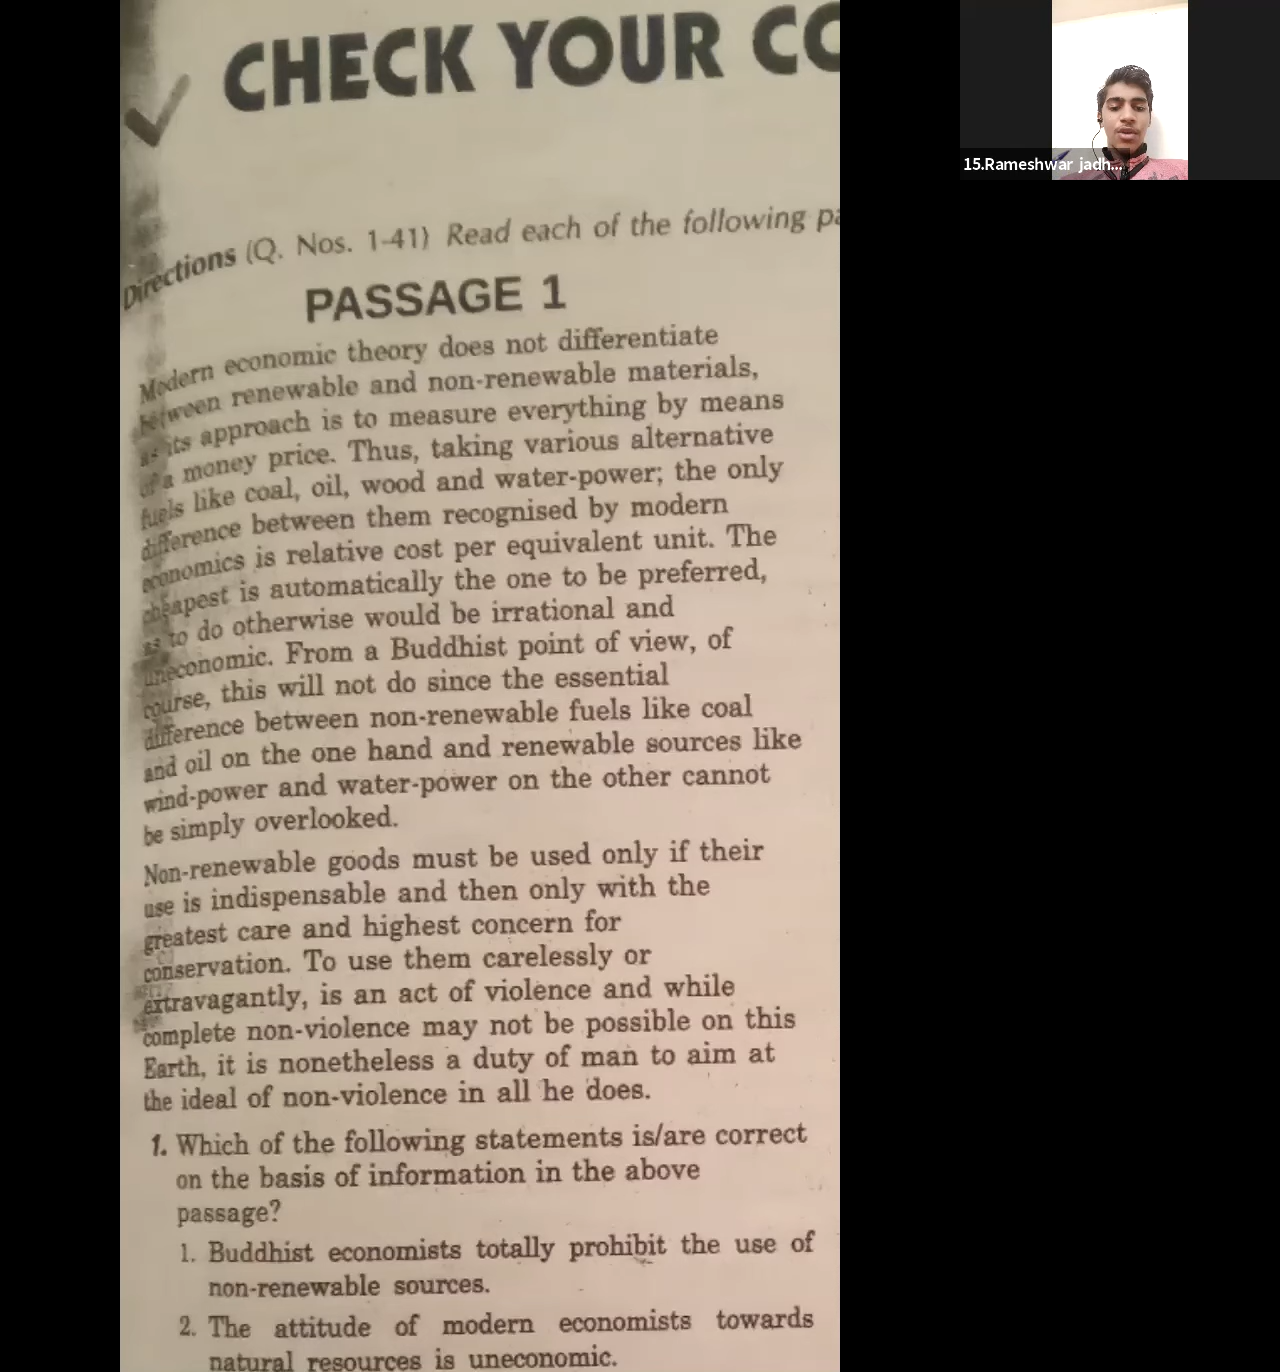 CHECK YOUR CO
Directions (Q. Nos. 1-41) Read each of the following pa
PASSAGE 1
Modern economic theory does not differentiate
between renewable and non-renewable materials,
as its approach is to measure everything by means
of a money price. Thus, taking various alternative
fuels like coal, oil, wood and water-power; the only
difference between them recognised by modern
economics is relative cost per equivalent unit. The
cheapest is automatically the one to be preferred,
as to do otherwise would be irrational and
uneconomic. From a Buddhist point of view, of
course, this will not do since the essential
difference between non-renewable fuels like coal
and oil on the one hand and renewable sources like
wind-power and water-power on the other cannot
be simply overlooked.
Non-renewable goods must be used only if their
use is indispensable and then only with the
greatest care and highest concern for
conservation. To use them carelessly or
extravagantly, is an act of violence and while
complete non-violence may not be possible on this
Earth, it is nonetheless a duty of man to aim at
the ideal of non-violence in all he does.
1. Which of the following statements is/are correct
on the basis of information in the above
passage?
1. Buddhist economists totally prohibit the use of
non-renewable sources.
2. The attitude of modern economists towards
natural resources is uneconomic.
15.Rameshwar jadh...